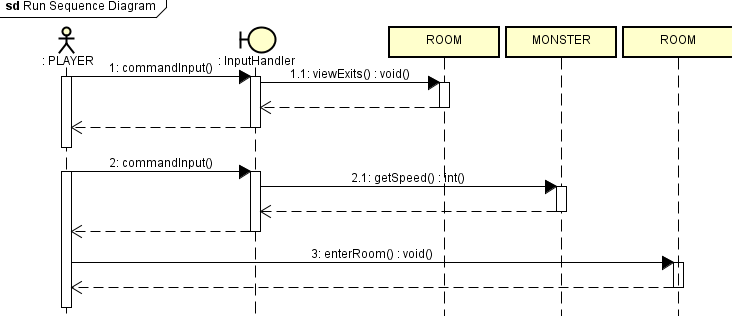 sd Run Sequence Diagram
: PLAYER
: InputHandler
ROOM
MONSTER
ROOM
1: commandInput()
1.1: viewExits() : void()
2: commandInput()
2.1: getSpeed() : int()
3: enterRoom() : void()